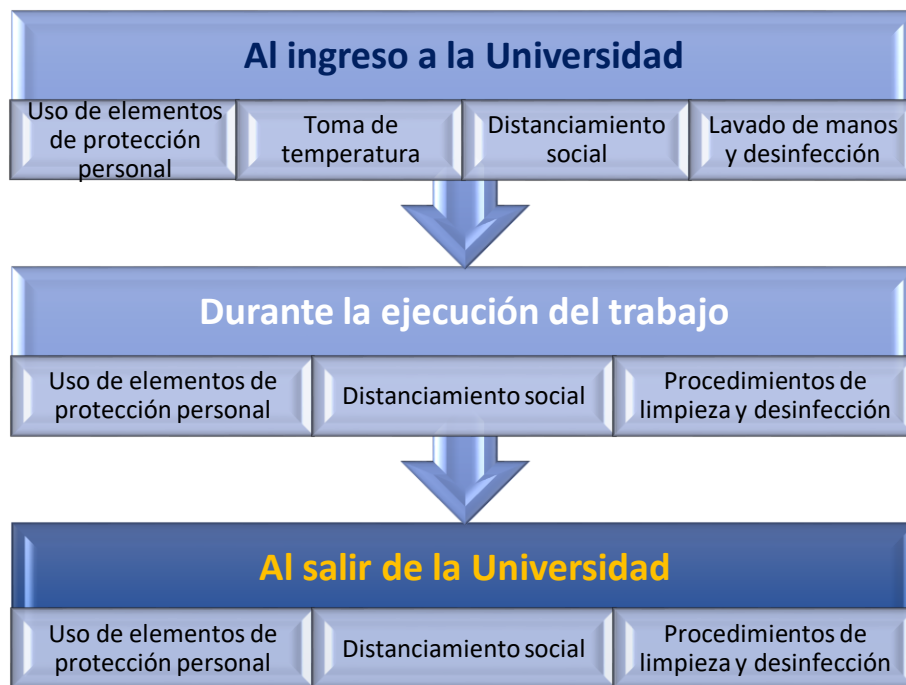 Al ingreso a la Universidad
Uso de elementos
de protección
personal
Toma de
temperatura
Distanciamiento
social
Lavado de manos
y desinfección
Durante la ejecución del trabajo
Uso de elementos de
protección personal
Distanciamiento social
Procedimientos de
limpieza y desinfección
Al salir de la Universidad
Uso de elementos de
protección personal
Distanciamiento social
Procedimientos de
limpieza y desinfección